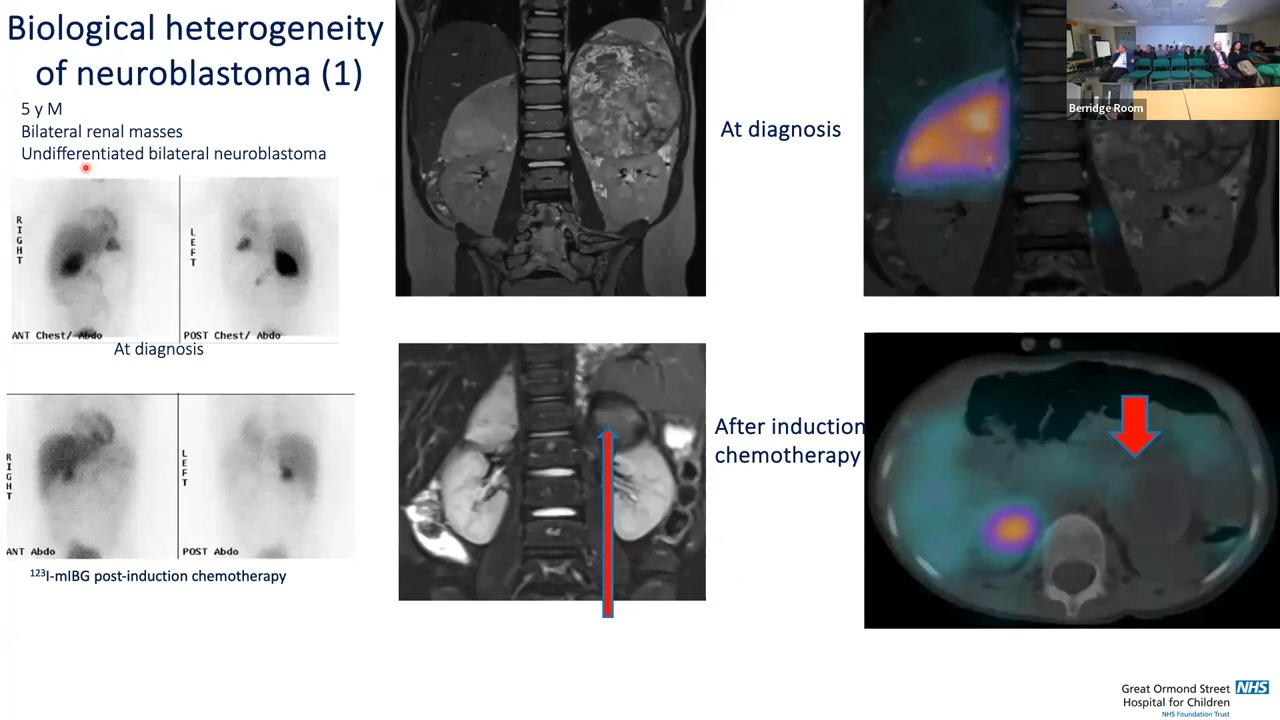 Biological heterogeneity
of neuroblastoma (1)
5 y M
Bilateral renal masses
Undifferentiated bilateral neuroblastoma
RIGHT
LEFT
ANT Chest/ Abdo
POST Chest/ Abdo
At diagnosis
RIGHT
LEFT
ANT Abdo
POST Abdo
¹²³I-mIBG post-induction chemotherapy
At diagnosis
After induction
chemotherapy
Berridge Room
Great Ormond Street
Hospital for Children
NHS
NHS Foundation Trust